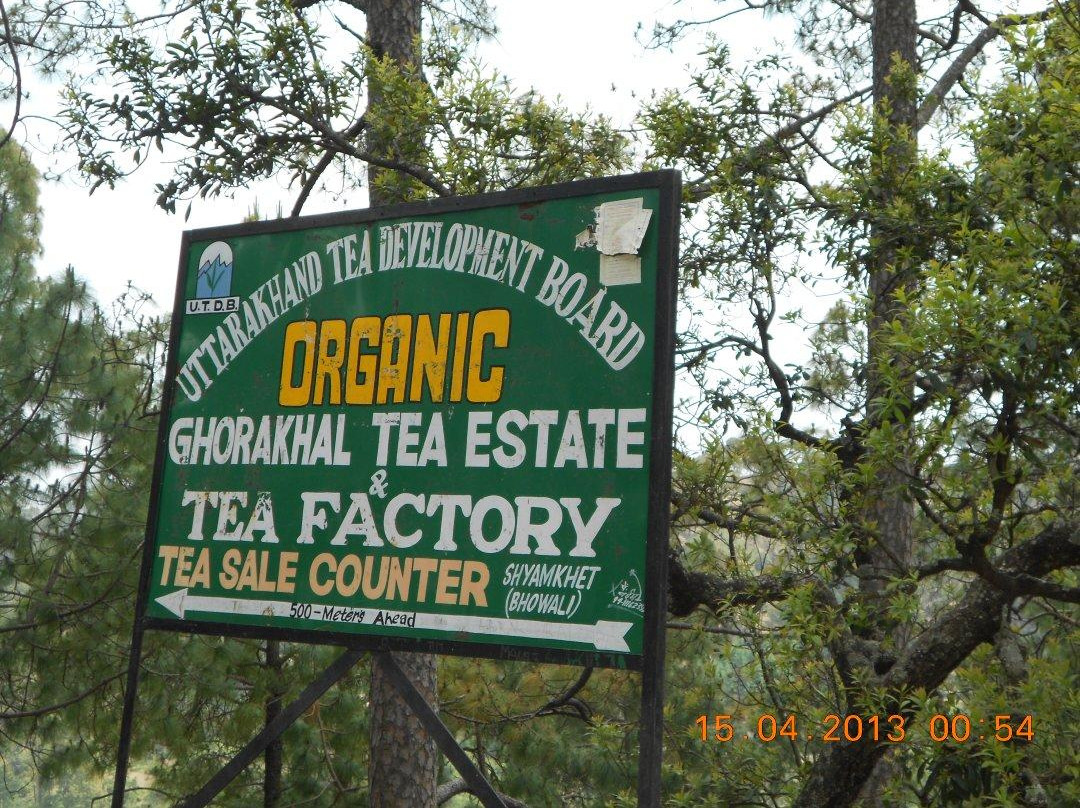 U.T.D.B.
UTTARAKHAND TEA DEVELOPMENT BOARD
ORGANIC
GHORAKHAL TEA ESTATE
&
TEA FACTORY
TEA SALE COUNTER
SHYAMKHET
(BHOWALI)
500-Meters Ahead
15.04.2013 00:54